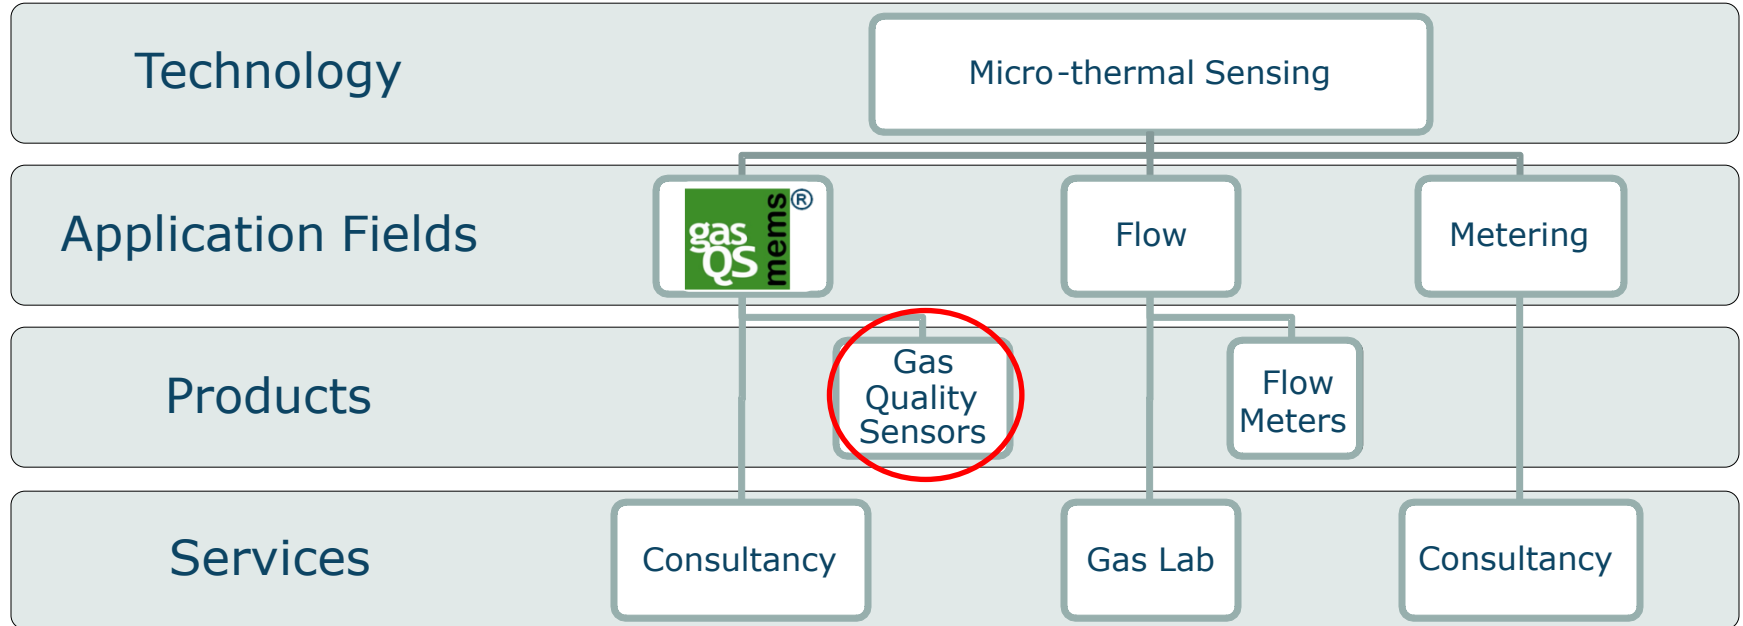 Technology
Micro-thermal Sensing
Application Fields
gas
QS
mems
®
Flow
Metering
Products
Gas
Quality
Sensors
Flow
Meters
Services
Consultancy
Gas Lab
Consultancy